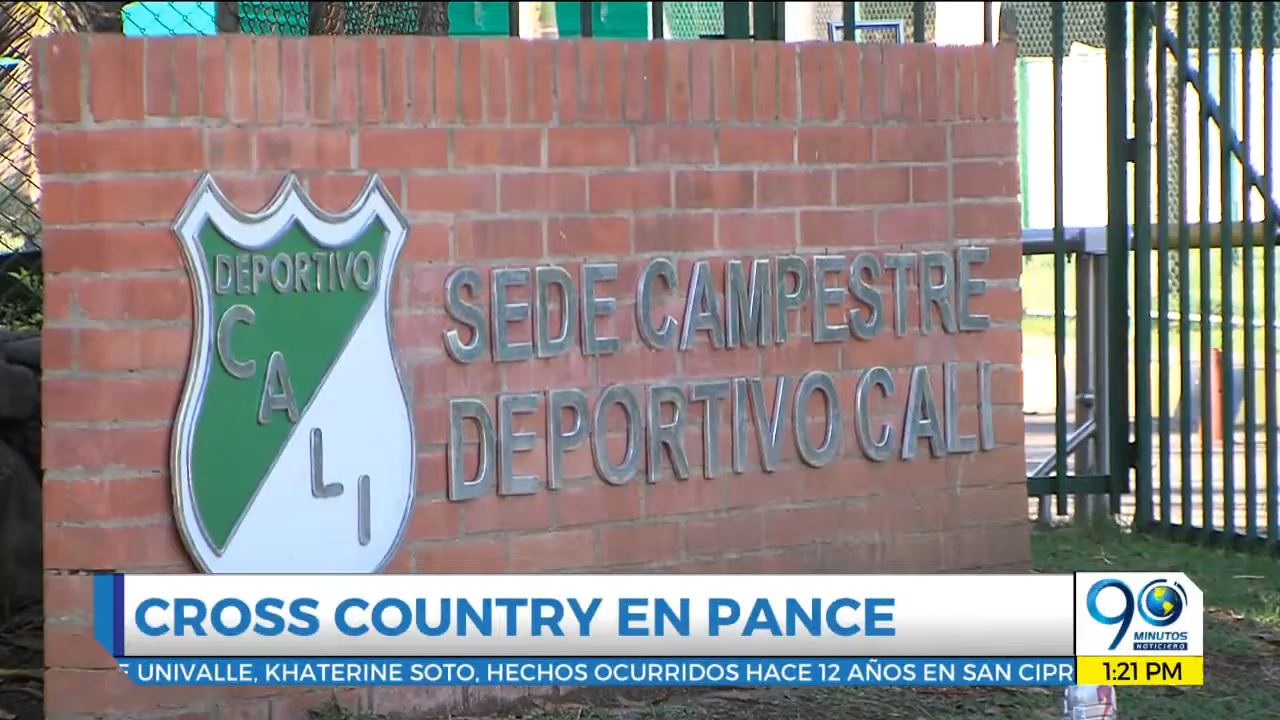 DEPORTIVO
CALI
SEDE CAMPESTRE
DEPORTIVO CALI
CROSS COUNTRY EN PANCE
90
MINUTOS
NOTICIERO
UNIVALLE, KHATERINE SOTO, HECHOS OCURRIDOS HACE 12 AÑOS EN SAN CIPR
1:21 PM